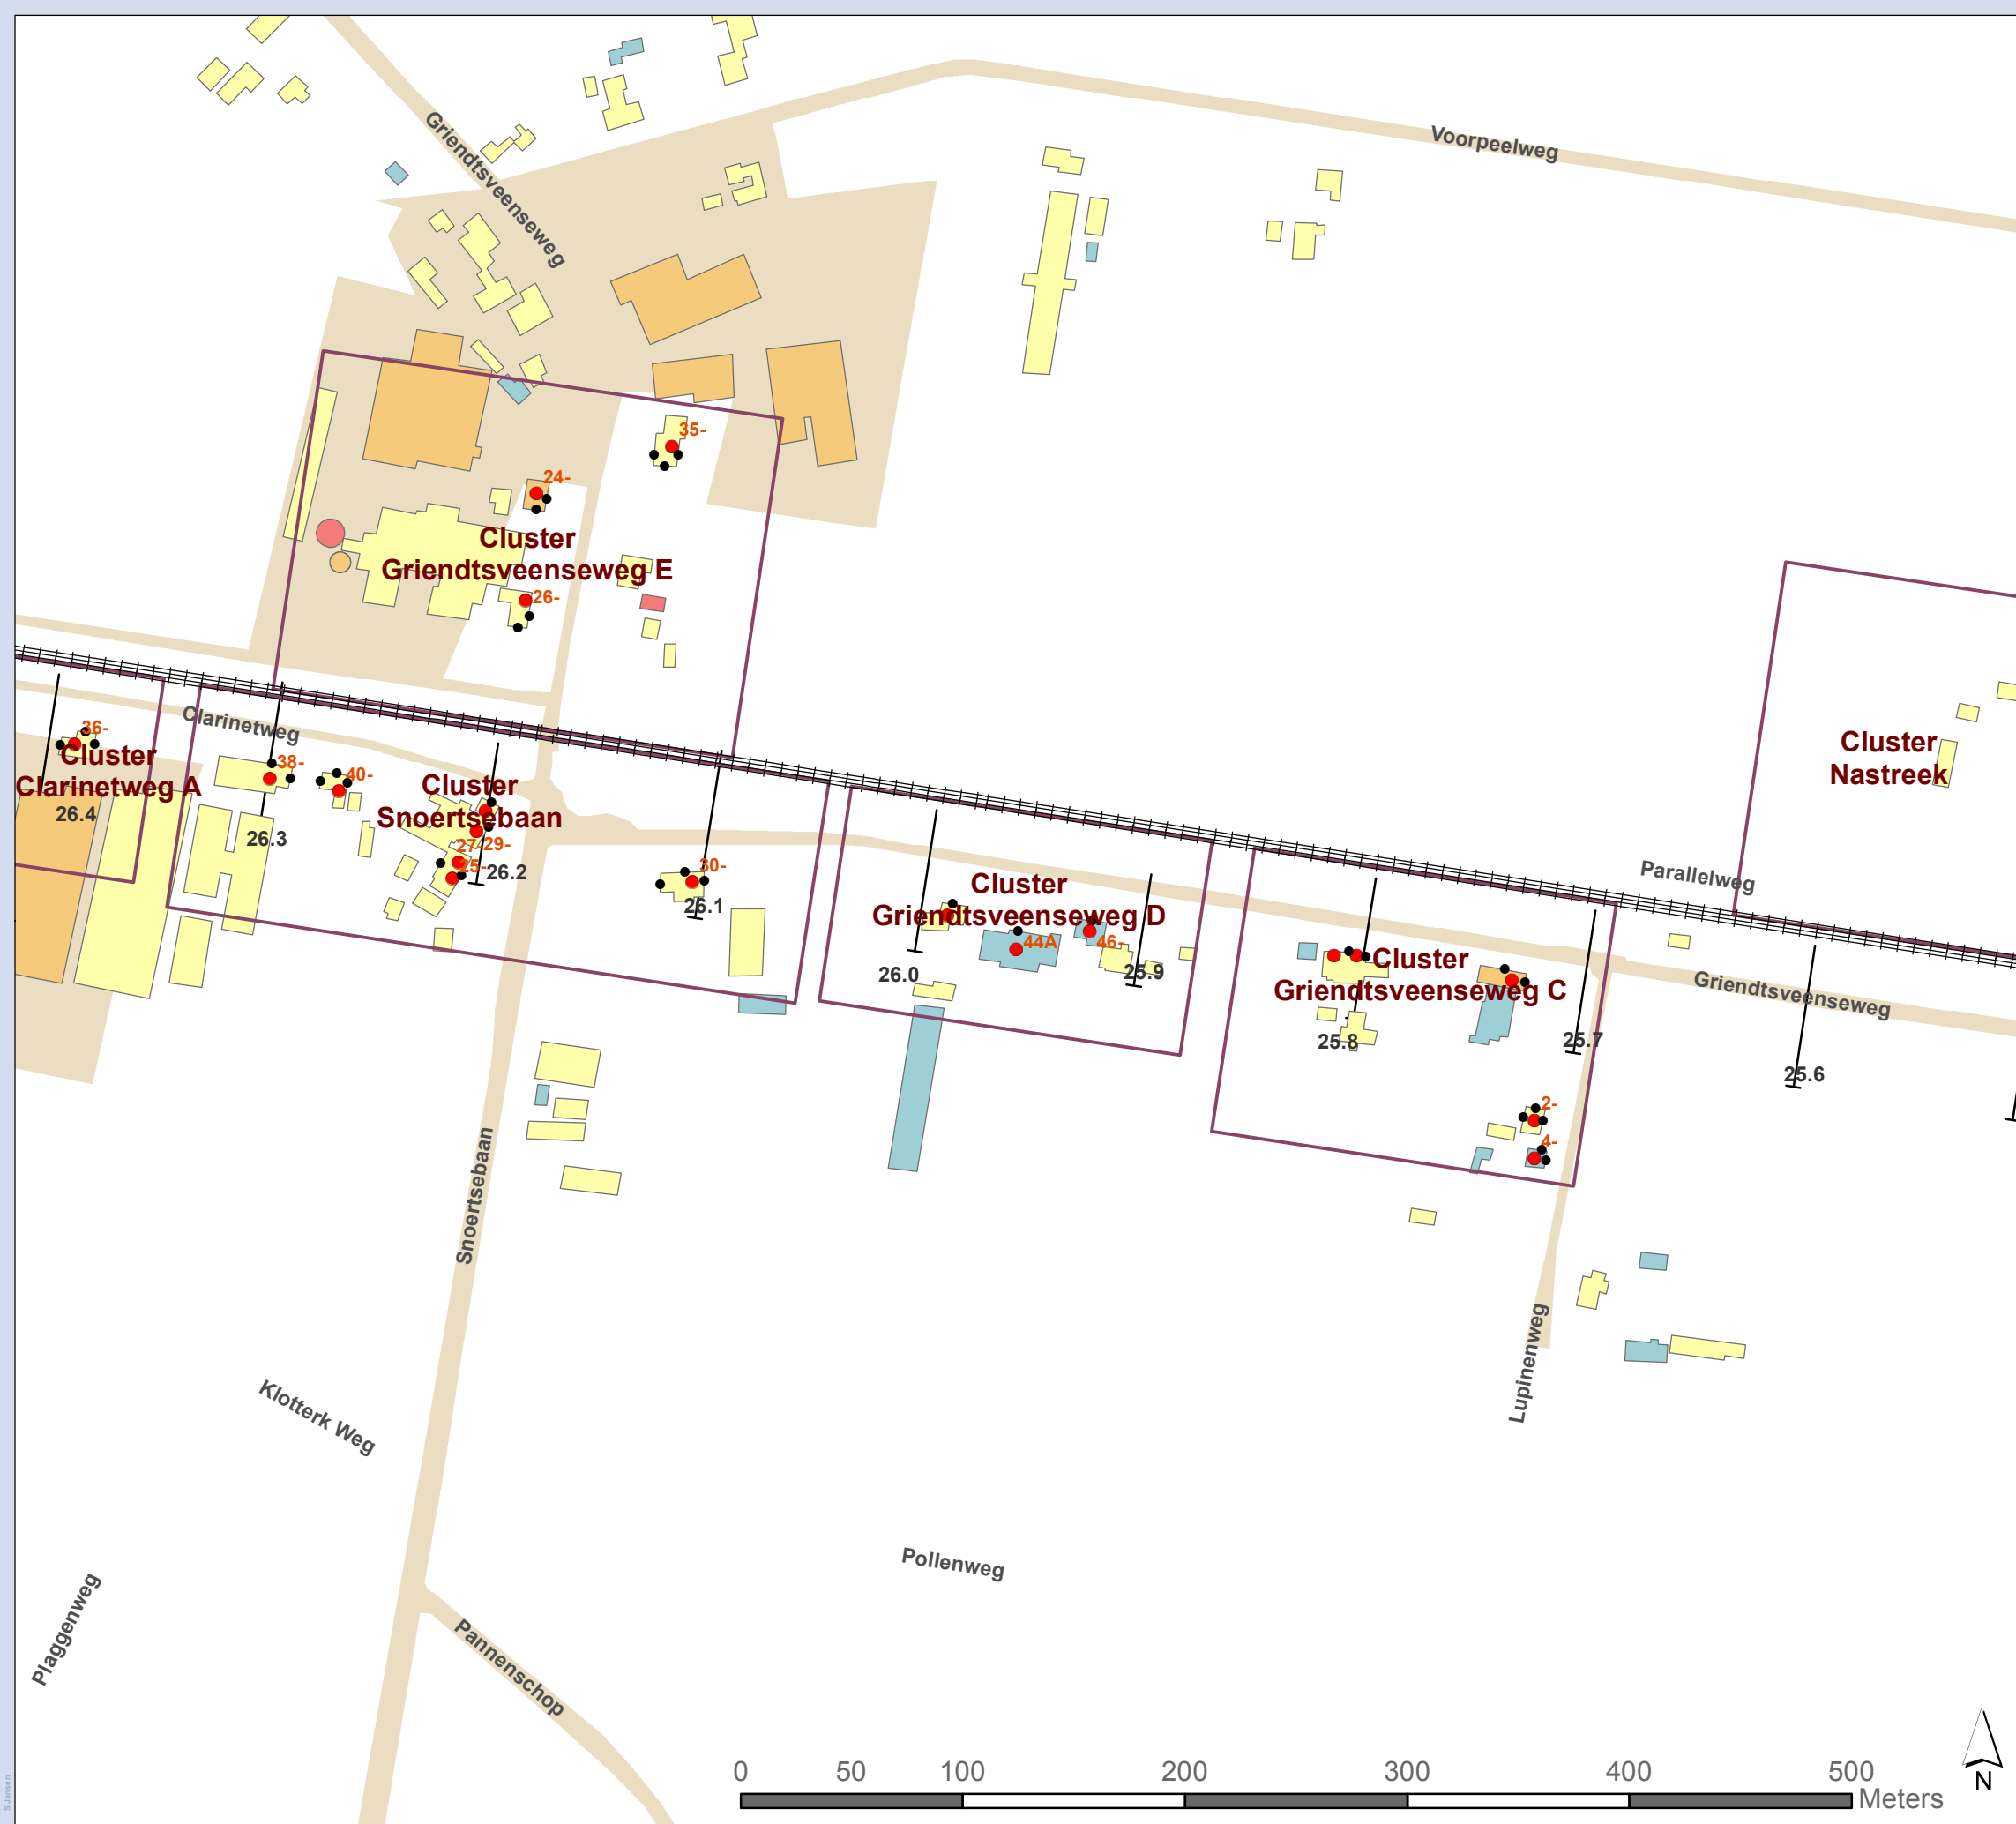 Griendtsveenseweg
Voorpeelweg
35-
24-
Cluster
Griendtsveenseweg E
26-
Clarinetweg
36-
Cluster
Clarinetweg A
26.4
38-
26.3
40-
Cluster
Snoertsebaan
27-
29-
25-
26.2
30-
26.1
Cluster
Griendtsveenseweg D
44A
46-
26.0
25.9
Cluster
Nastreek
Parallelweg
Cluster
Griendtsveenseweg C
Griendtsveenseweg
25.8
25.7
25.6
2-
4-
Snoertsebaan
Lupinenweg
Klotterk Weg
Pollenweg
Plaggenweg
Pannenschop
0 50 100 200 300 400 500
Meters
N
S Jansen